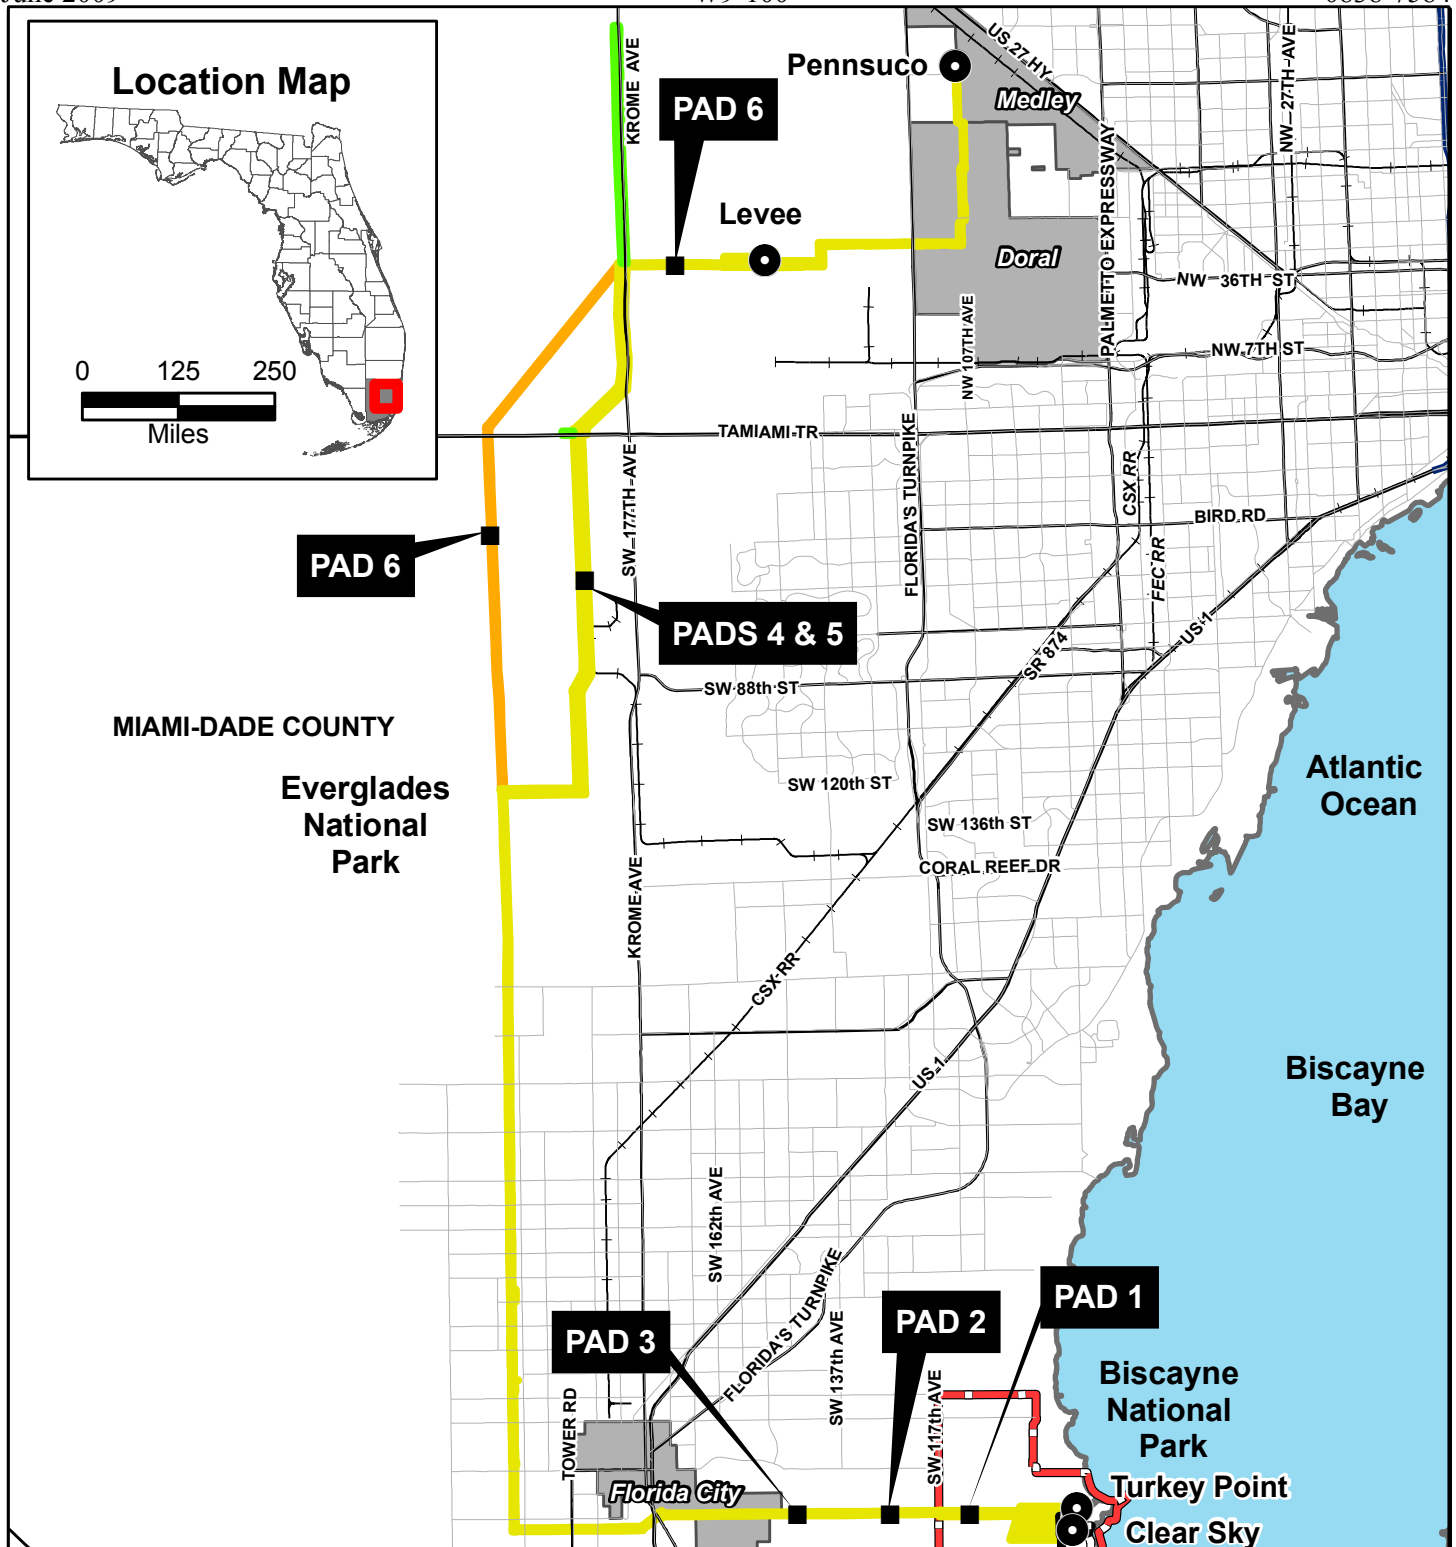 June 2009
Location Map
0 125 250
Miles
KROME AVE
PAD 6
Pennsuco
US 27 HY
Medley
NW 27TH AVE
PALMETTO EXPRESSWAY
Levee
Doral
NW 36TH ST
NW 107TH AVE
NW 7TH ST
TAMIAMI TR
SW 177TH AVE
FLORIDA'S TURNPIKE
CSX RR
BIRD RD
PAD 6
FEC RR
PADS 4 & 5
US 1
SR 874
SW 88th ST
MIAMI-DADE COUNTY
Everglades
National
Park
SW 120th ST
Atlantic
Ocean
SW 136th ST
CORAL REEF DR
KROME AVE
CSX RR
US 1
Biscayne
Bay
SW 162th AVE
FLORIDA'S TURNPIKE
SW 137th AVE
PAD 3
PAD 2
PAD 1
SW 117th AVE
Biscayne
National
Park
TOWER RD
Florida City
Turkey Point
Clear Sky